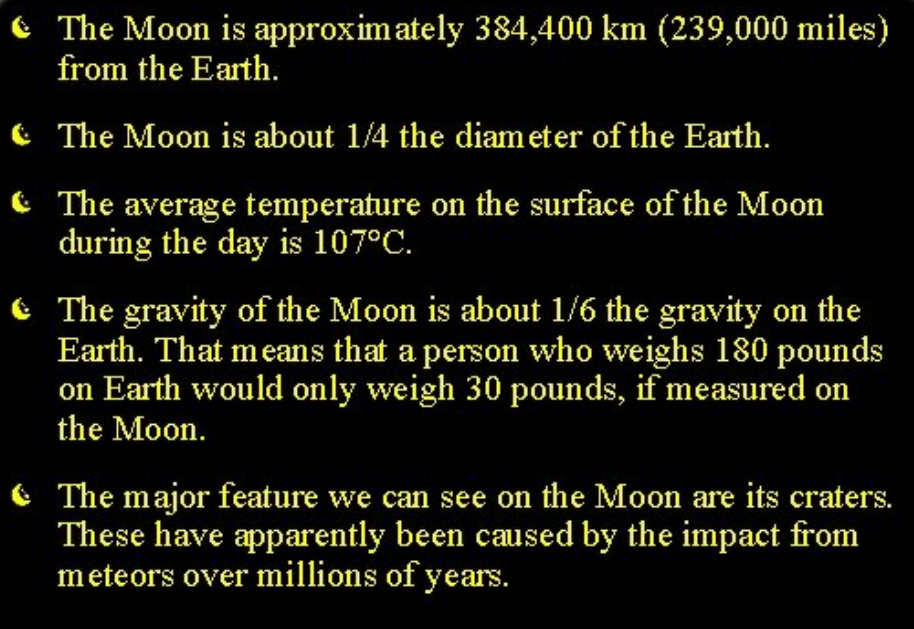 The Moon is approximately 384,400 km (239,000 miles)
from the Earth.
The Moon is about 1/4 the diameter of the Earth.
The average temperature on the surface of the Moon
during the day is 107°C.
The gravity of the Moon is about 1/6 the gravity on the
Earth. That means that a person who weighs 180 pounds
on Earth would only weigh 30 pounds, if measured on
the Moon.
The major feature we can see on the Moon are its craters.
These have apparently been caused by the impact from
meteors over millions of years.